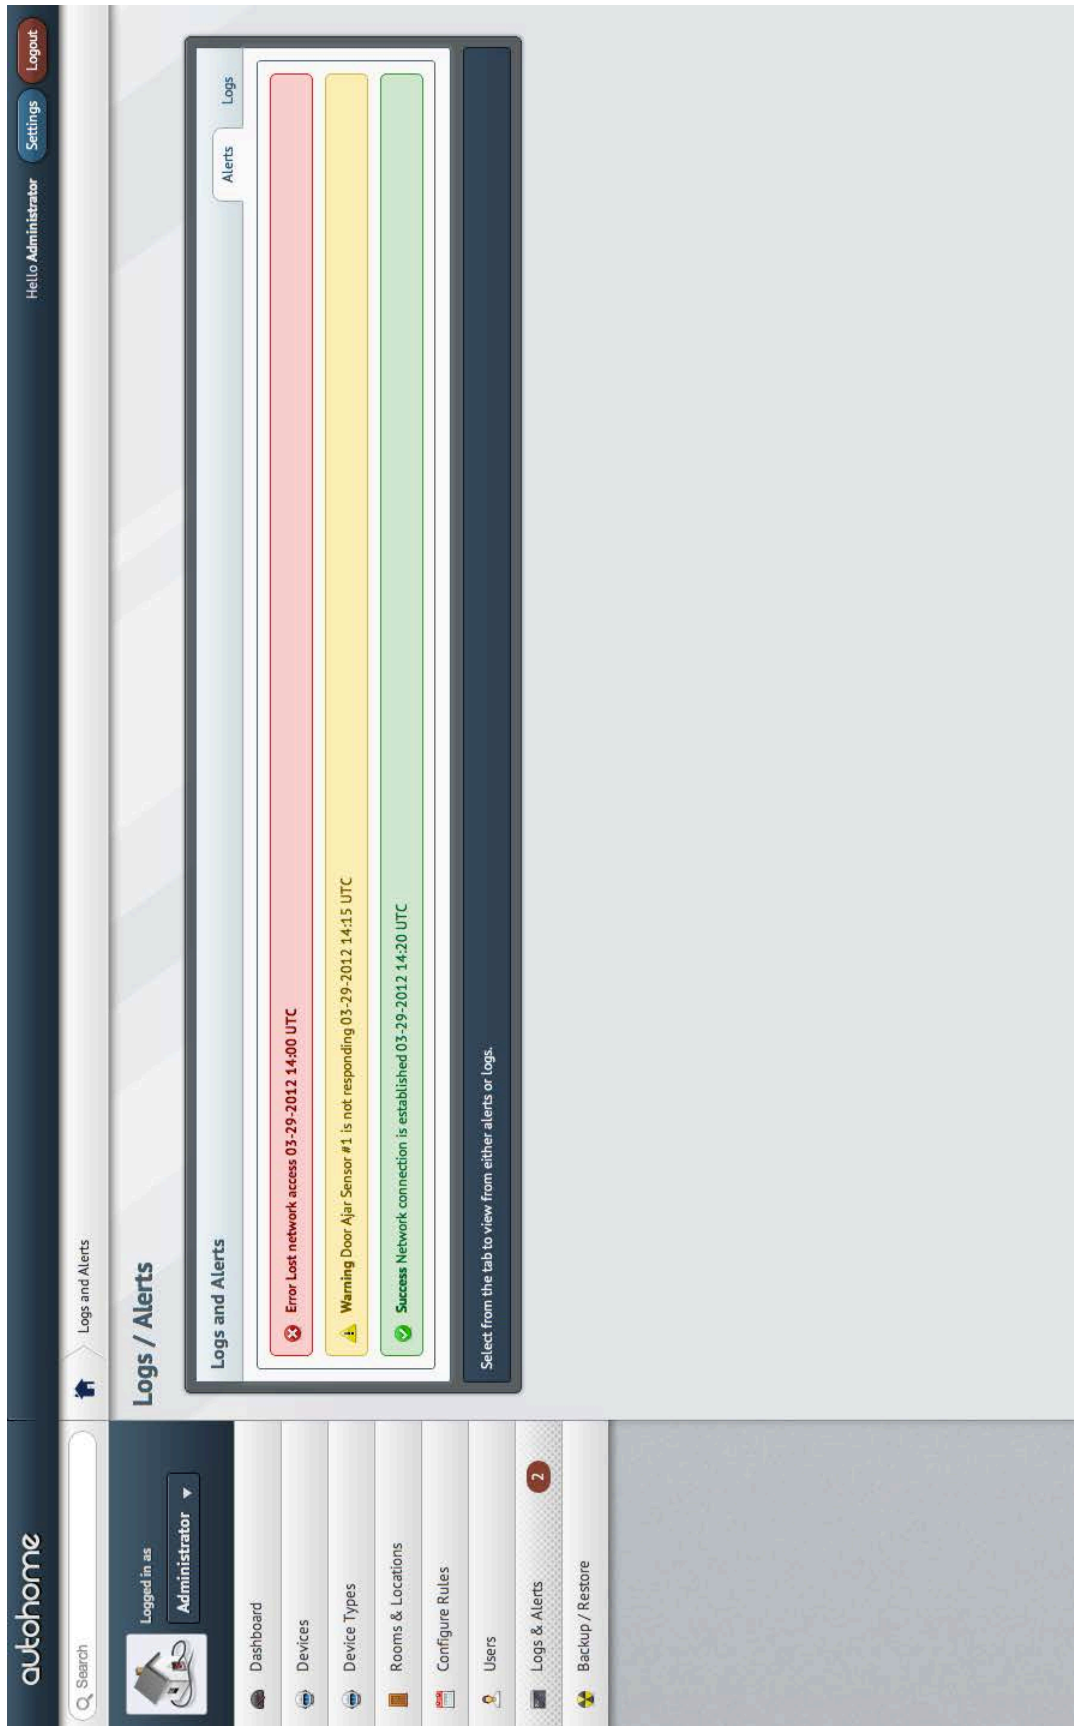 autohome
Hello Administrator
Settings
Logout
Search
Logs and Alerts
Logged in as
Administrator
Dashboard
Devices
Device Types
Rooms & Locations
Configure Rules
Users
Logs & Alerts
2
Backup / Restore
Logs / Alerts
Logs and Alerts
Alerts
Logs
Error Lost network access 03-29-2012 14:00 UTC
Warning Door Ajar Sensor #1 is not responding 03-29-2012 14:15 UTC
Success Network connection is established 03-29-2012 14:20 UTC
Select from the tab to view from either alerts or logs.